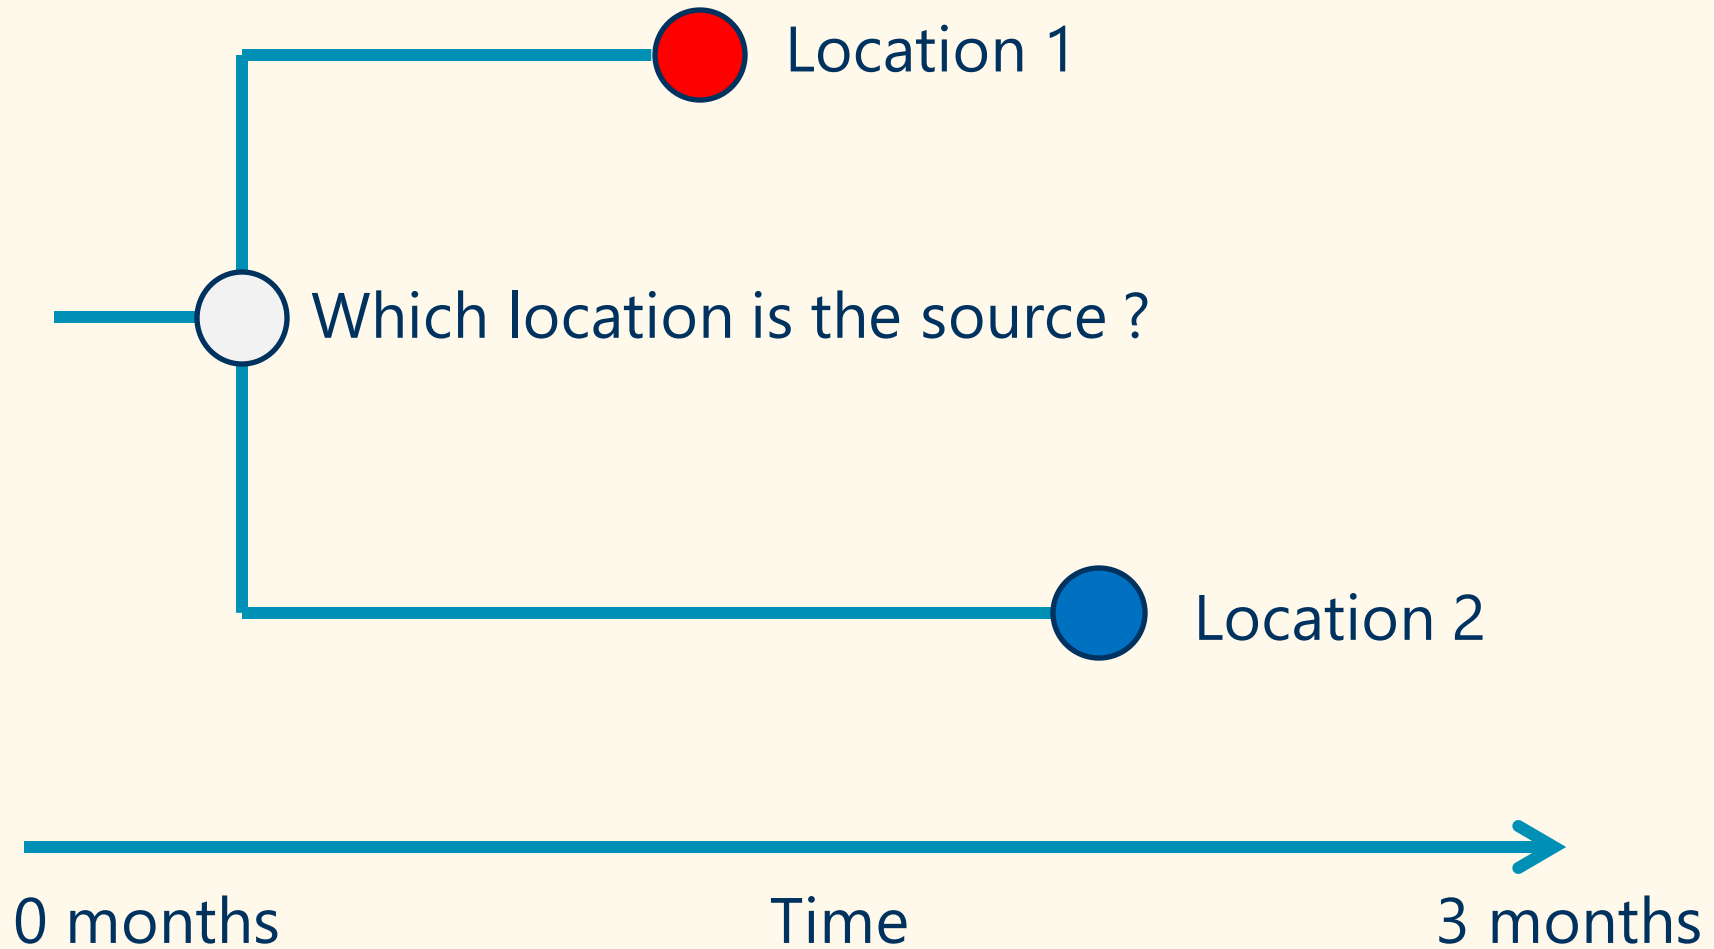 Location 1
Which location is the source ?
Location 2
0 months
Time
3 months